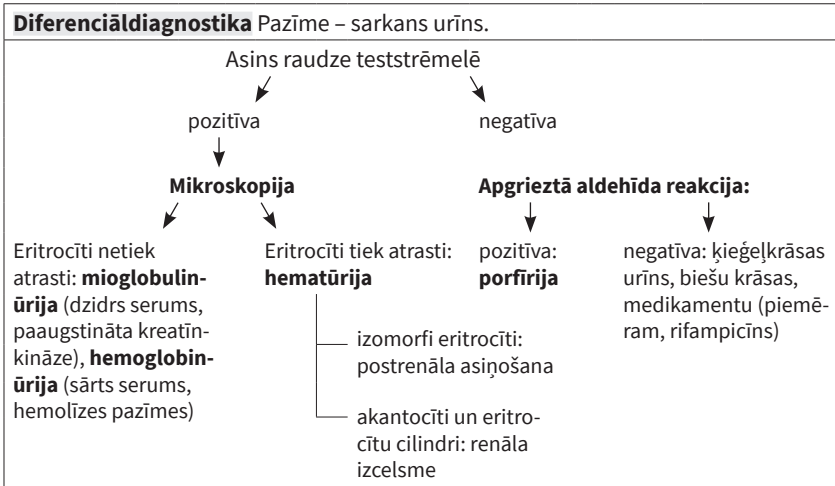 Diferenciāldiagnostika Pazīme – sarkans urīns.
Asins raudze teststrēmelē
pozitīva
negatīva
Mikroskopija
Apgrieztā aldehīda reakcija:
Eritrocīti netiek
atrasti: mioglobulin-
ūrija (dzidrs serums,
paaugstināta kreatīn-
kināze), hemoglobin-
ūrija (sārts serums,
hemolīzes pazīmes)
Eritrocīti tiek atrasti:
hematūrija
izomorfi eritrocīti:
postrenāla asiņošana
akantocīti un eritro-
cītu cilindri: renāla
izcelsme
pozitīva:
porfīrija
negatīva: ķieģeļkrāsas
urīns, biešu krāsas,
medikamentu (piemē-
ram, rifampicīns)